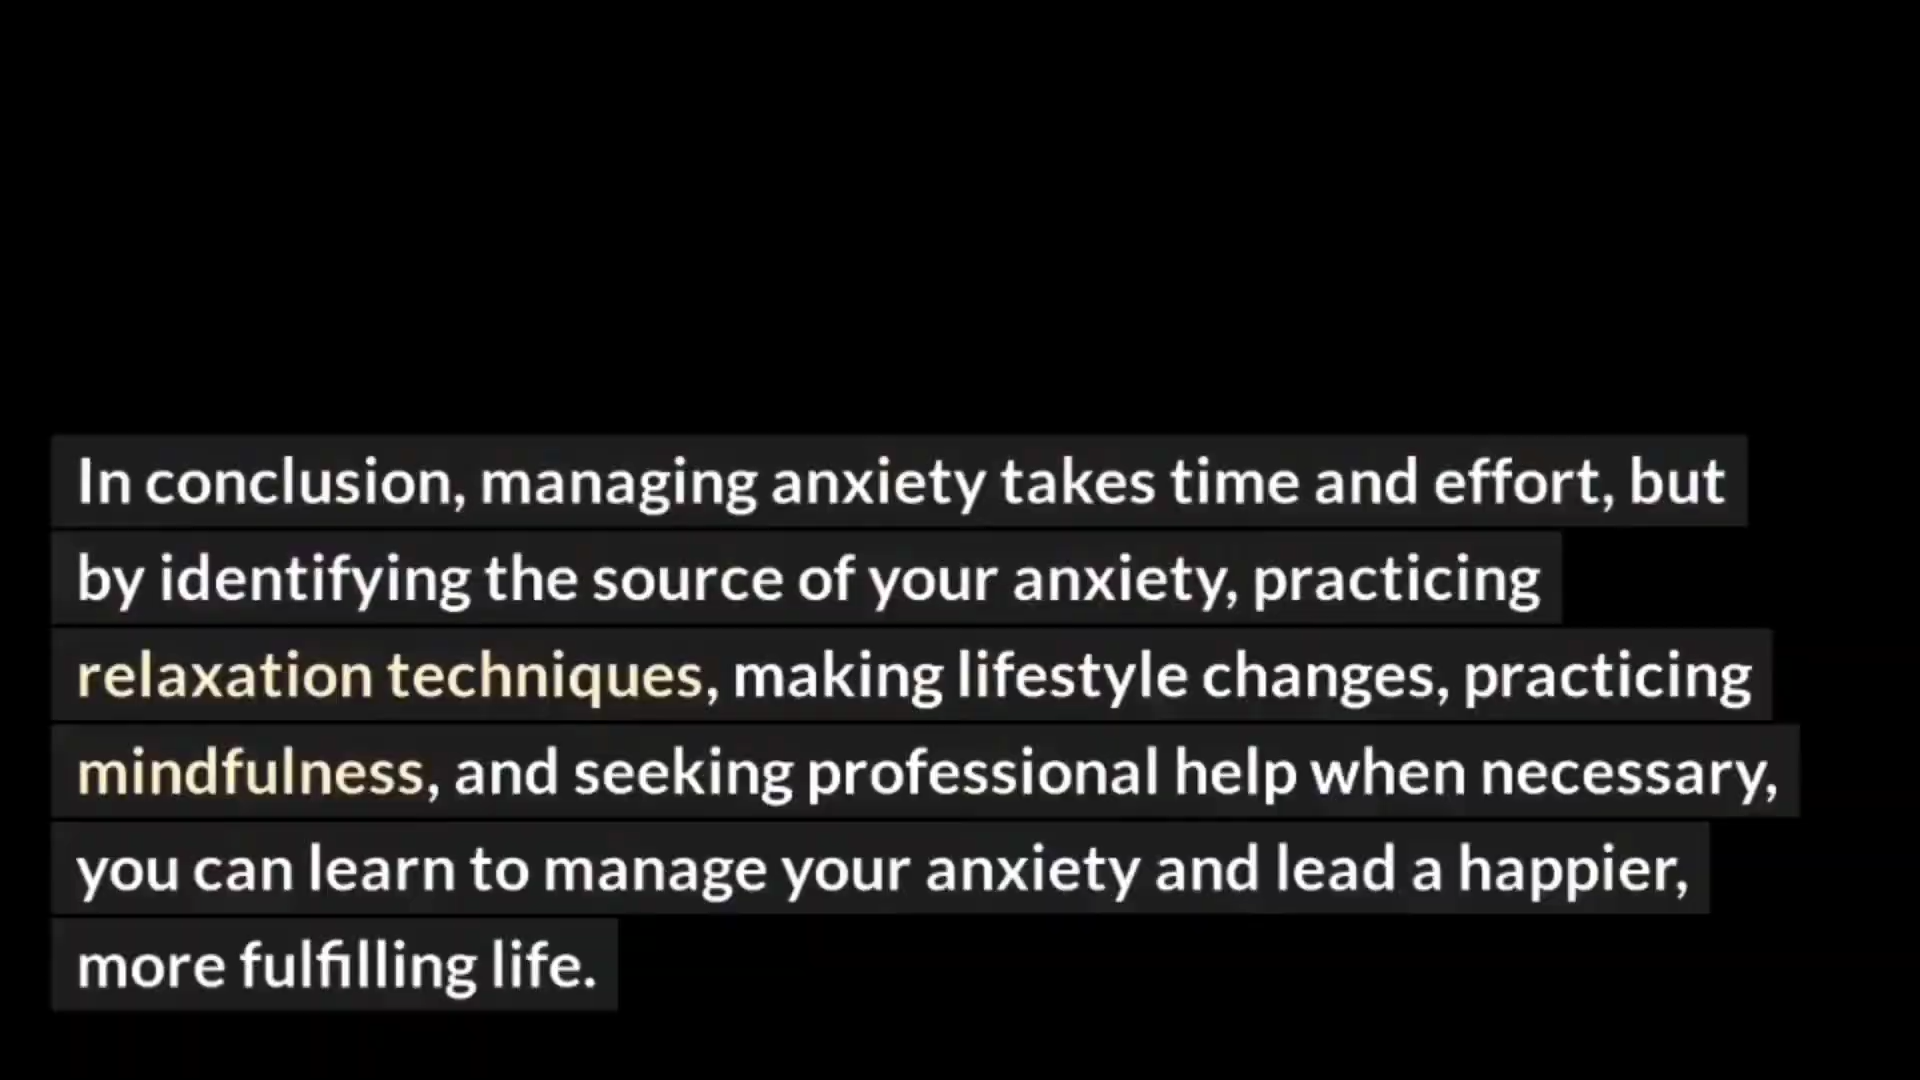 In conclusion, managing anxiety takes time and effort, but
by identifying the source of your anxiety, practicing
relaxation techniques, making lifestyle changes, practicing
mindfulness, and seeking professional help when necessary,
you can learn to manage your anxiety and lead a happier,
more fulfilling life.